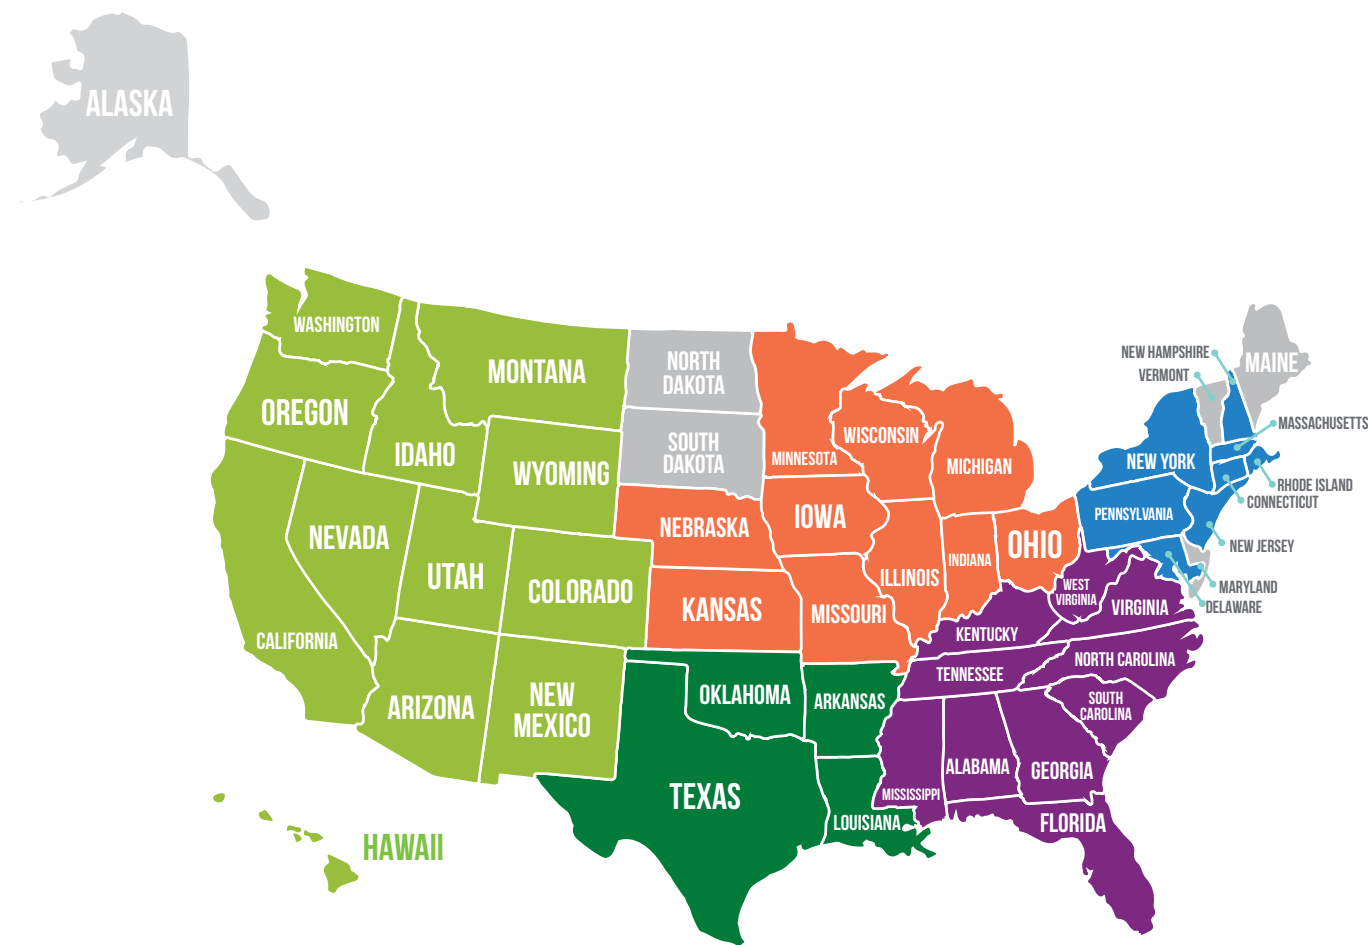 ALASKA
WASHINGTON
MONTANA
NORTH
DAKOTA
NEW HAMPSHIRE
MAINE
VERMONT
OREGON
IDAHO
WYOMING
SOUTH
DAKOTA
MINNESOTA
WISCONSIN
MICHIGAN
NEW YORK
MASSACHUSETTS
RHODE ISLAND
CONNECTICUT
NEVADA
UTAH
COLORADO
NEBRASKA
IOWA
ILLINOIS
INDIANA
OHIO
PENNSYLVANIA
NEW JERSEY
MARYLAND
DELAWARE
CALIFORNIA
KANSAS
MISSOURI
KENTUCKY
WEST
VIRGINIA
VIRGINIA
ARIZONA
NEW
MEXICO
OKLAHOMA
ARKANSAS
TENNESSEE
NORTH CAROLINA
SOUTH
CAROLINA
TEXAS
LOUISIANA
MISSISSIPPI
ALABAMA
GEORGIA
FLORIDA
HAWAII